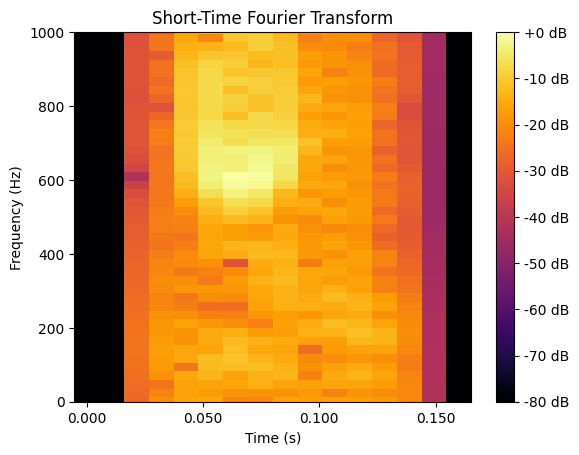 Short-Time Fourier Transform
1000
800
600
400
200
0
Frequency (Hz)
0.000
0.050
0.100
0.150
Time (s)
+0 dB
-10 dB
-20 dB
-30 dB
-40 dB
-50 dB
-60 dB
-70 dB
-80 dB